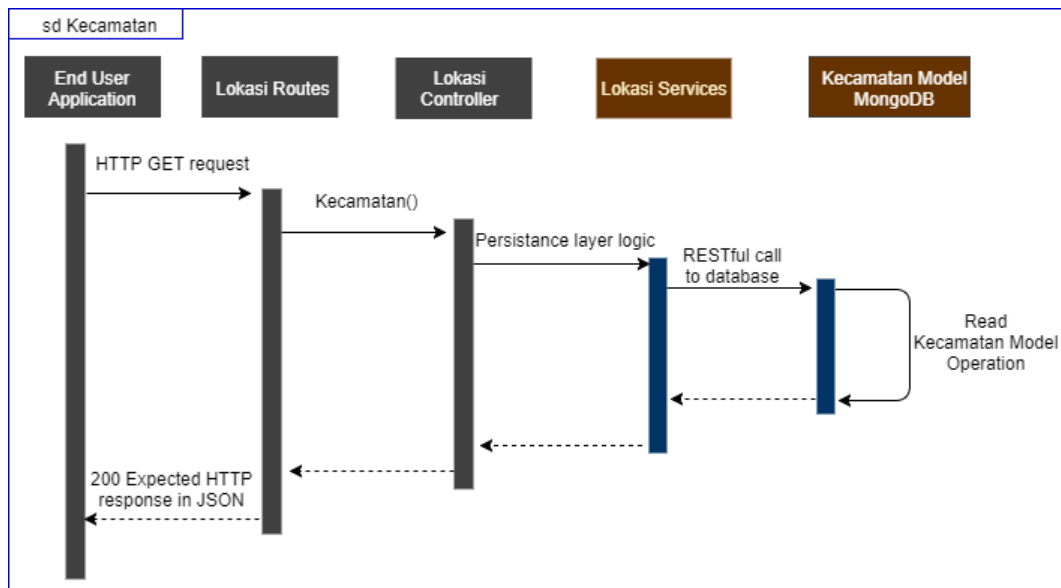 sd Kecamatan
End User
Application
Lokasi Routes
Lokasi
Controller
Lokasi Services
Kecamatan Model
MongoDB
HTTP GET request
Kecamatan()
Persistance layer logic
RESTful call
to database
Read
Kecamatan Model
Operation
200 Expected HTTP
response in JSON